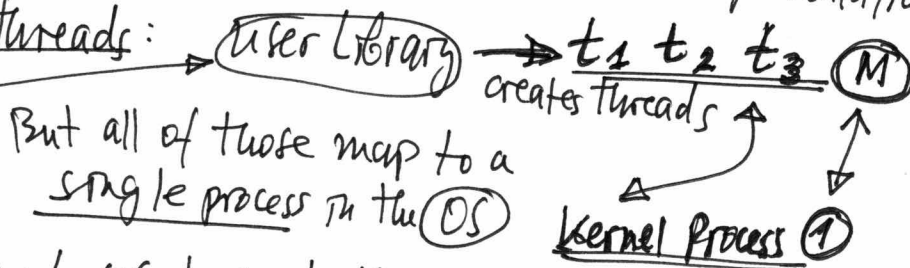 threads:
User Library → t1 t2 t3 M
creates threads
But all of those map to a
single process in the OS
Kernel Process 1